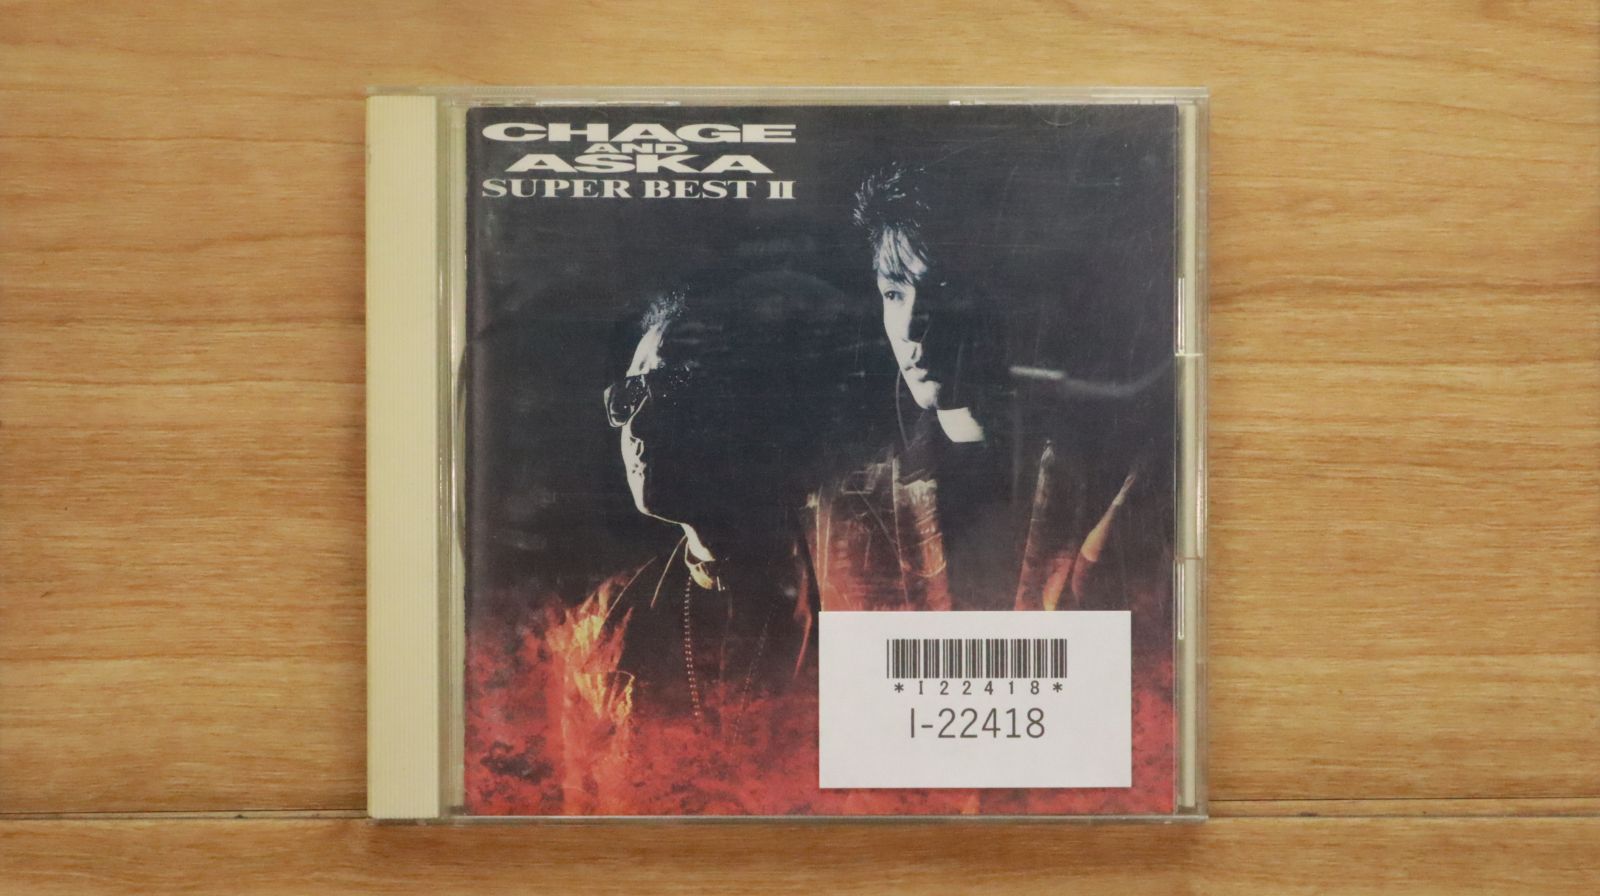 CHAGE
AND
ASKA
SUPER BEST II
*I22418*
I-22418